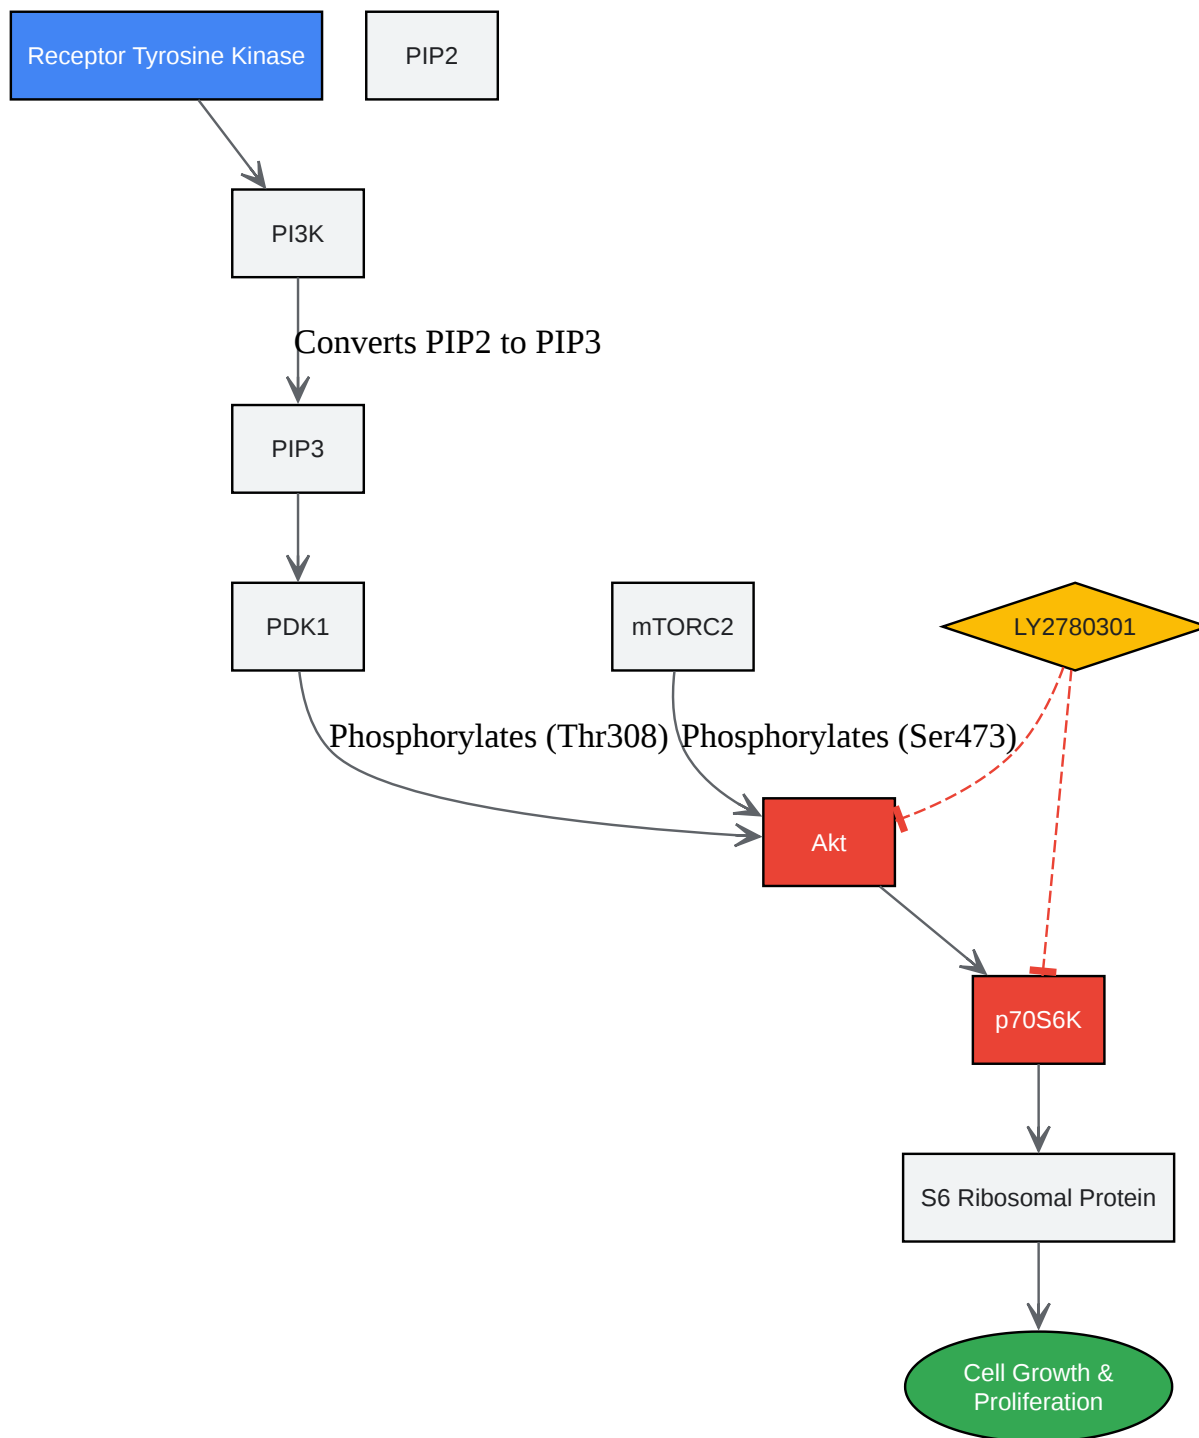 Receptor Tyrosine Kinase
PIP2
PI3K
Converts PIP2 to PIP3
PIP3
PDK1
mTORC2
LY2780301
Phosphorylates (Thr308)
Phosphorylates (Ser473)
Akt
p70S6K
S6 Ribosomal Protein
Cell Growth &
Proliferation